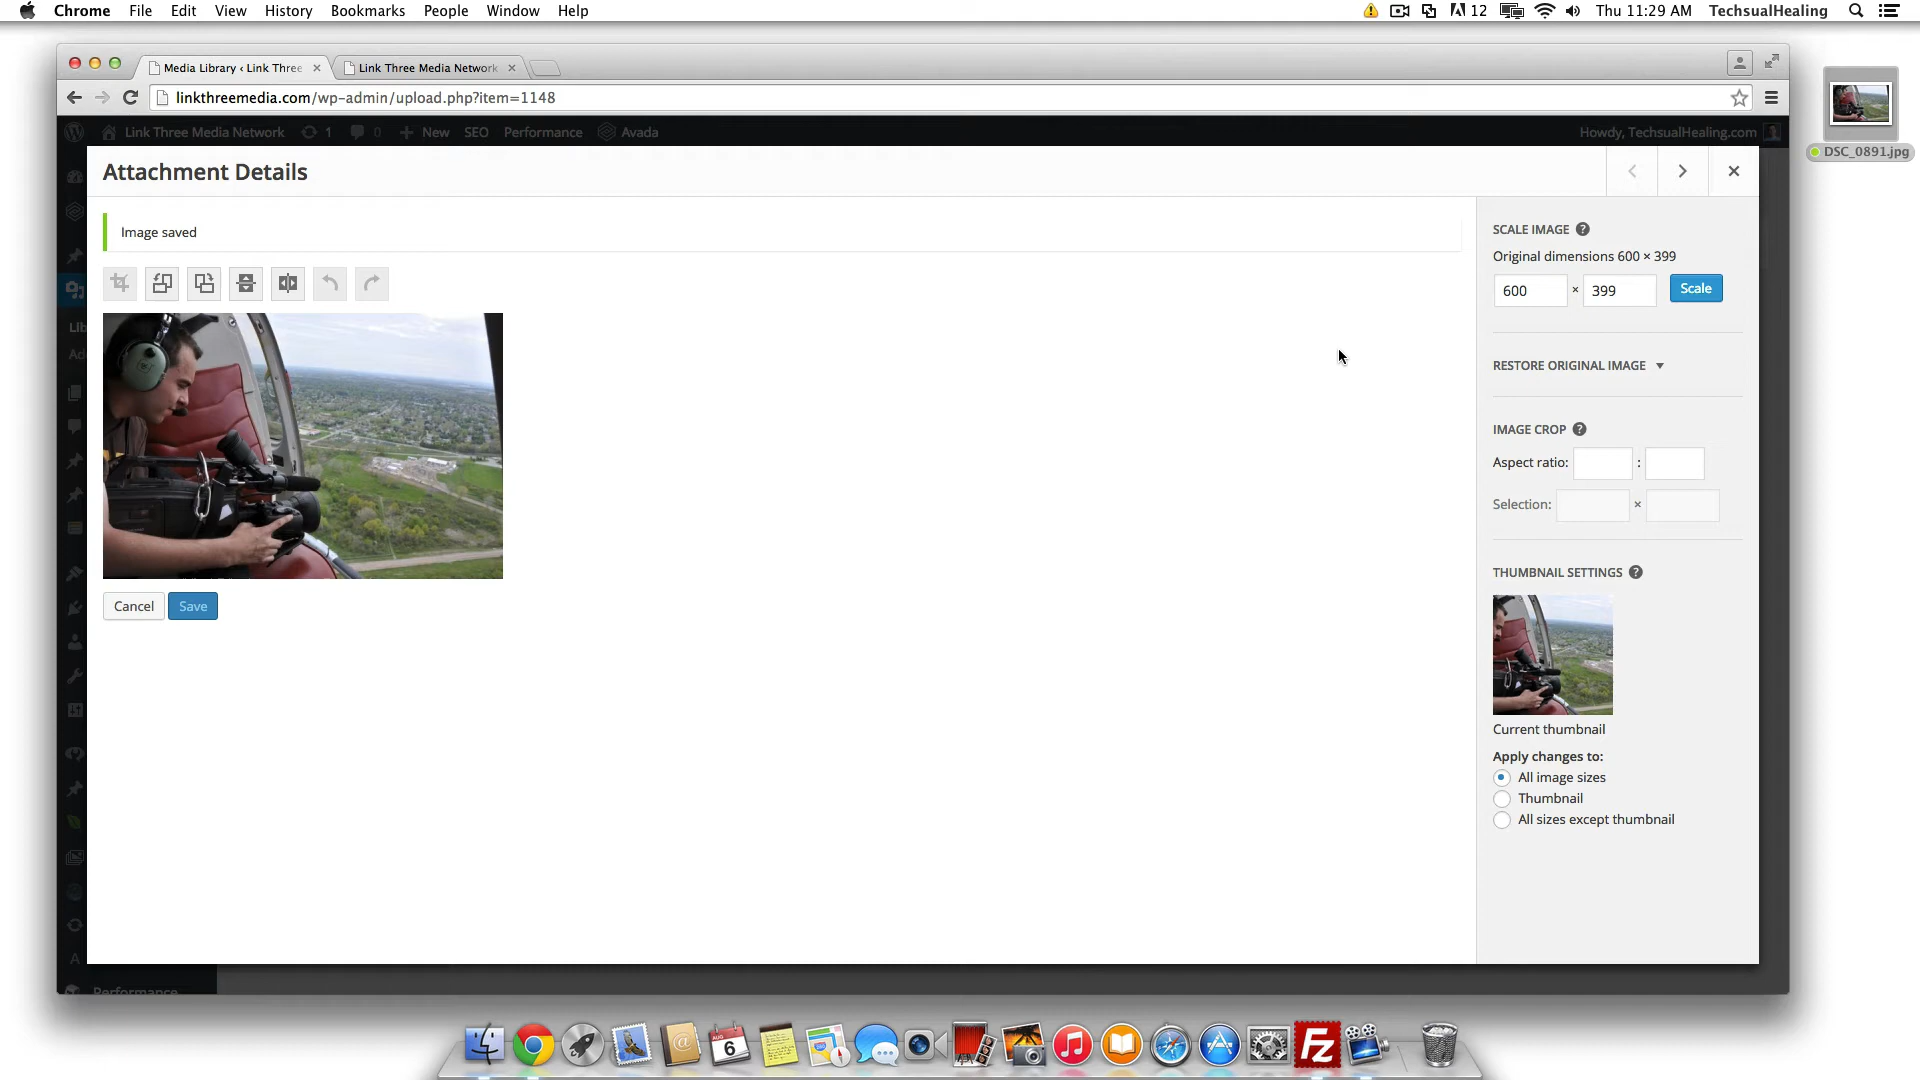 Chrome File Edit View History Bookmarks People Window Help
12 Thu 11:29 AM TechsualHealing
Media Library ‹ Link Three
Link Three Media Network
linkthreemedia.com/wp-admin/upload.php?item=1148
DSC_0891.jpg
Link Three Media Network 1 0 New SEO Performance Avada
Howdy, TechsualHealing.com
Attachment Details
Image saved
SCALE IMAGE ?
Original dimensions 600 × 399
600 × 399 Scale
RESTORE ORIGINAL IMAGE
IMAGE CROP ?
Aspect ratio: :
Selection: ×
Cancel Save
THUMBNAIL SETTINGS ?
Current thumbnail
Apply changes to:
All image sizes
Thumbnail
All sizes except thumbnail
Performance
AUG
6
Fz